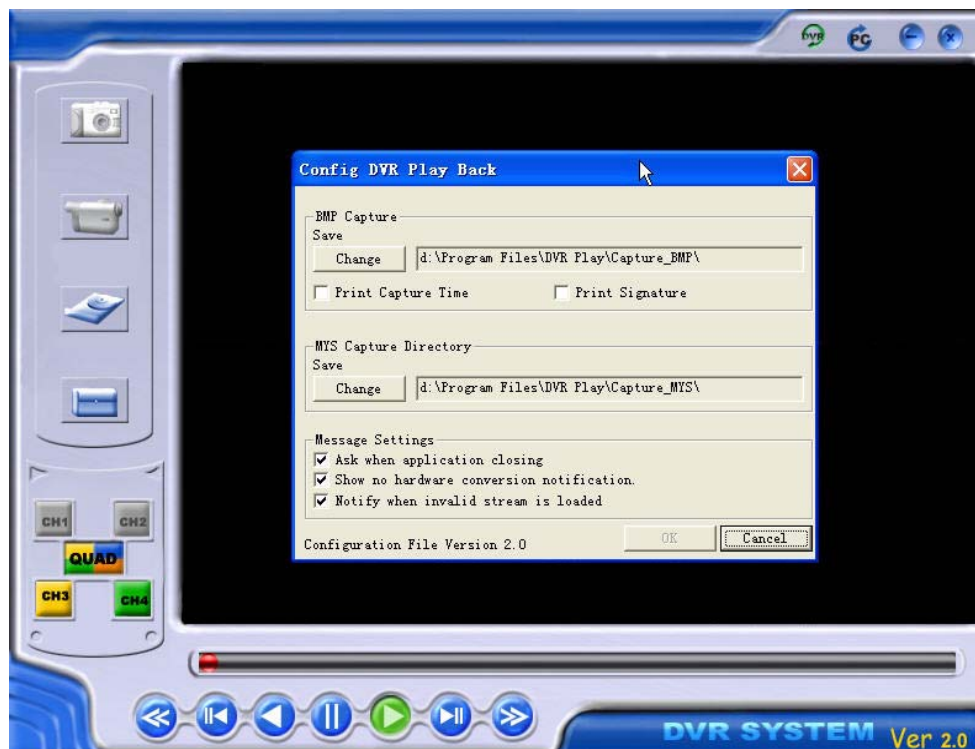 DVR
PC
Config DVR Play Back
BMP Capture
Save
Change
d:\Program Files\DVR Play\Capture_BMP\
Print Capture Time
Print Signature
MYS Capture Directory
Save
Change
d:\Program Files\DVR Play\Capture_MYS\
Message Settings
Ask when application closing
Show no hardware conversion notification.
Notify when invalid stream is loaded
Configuration File Version 2.0
OK
Cancel
CH1
CH2
QUAD
CH3
CH4
DVR SYSTEM Ver 2.0